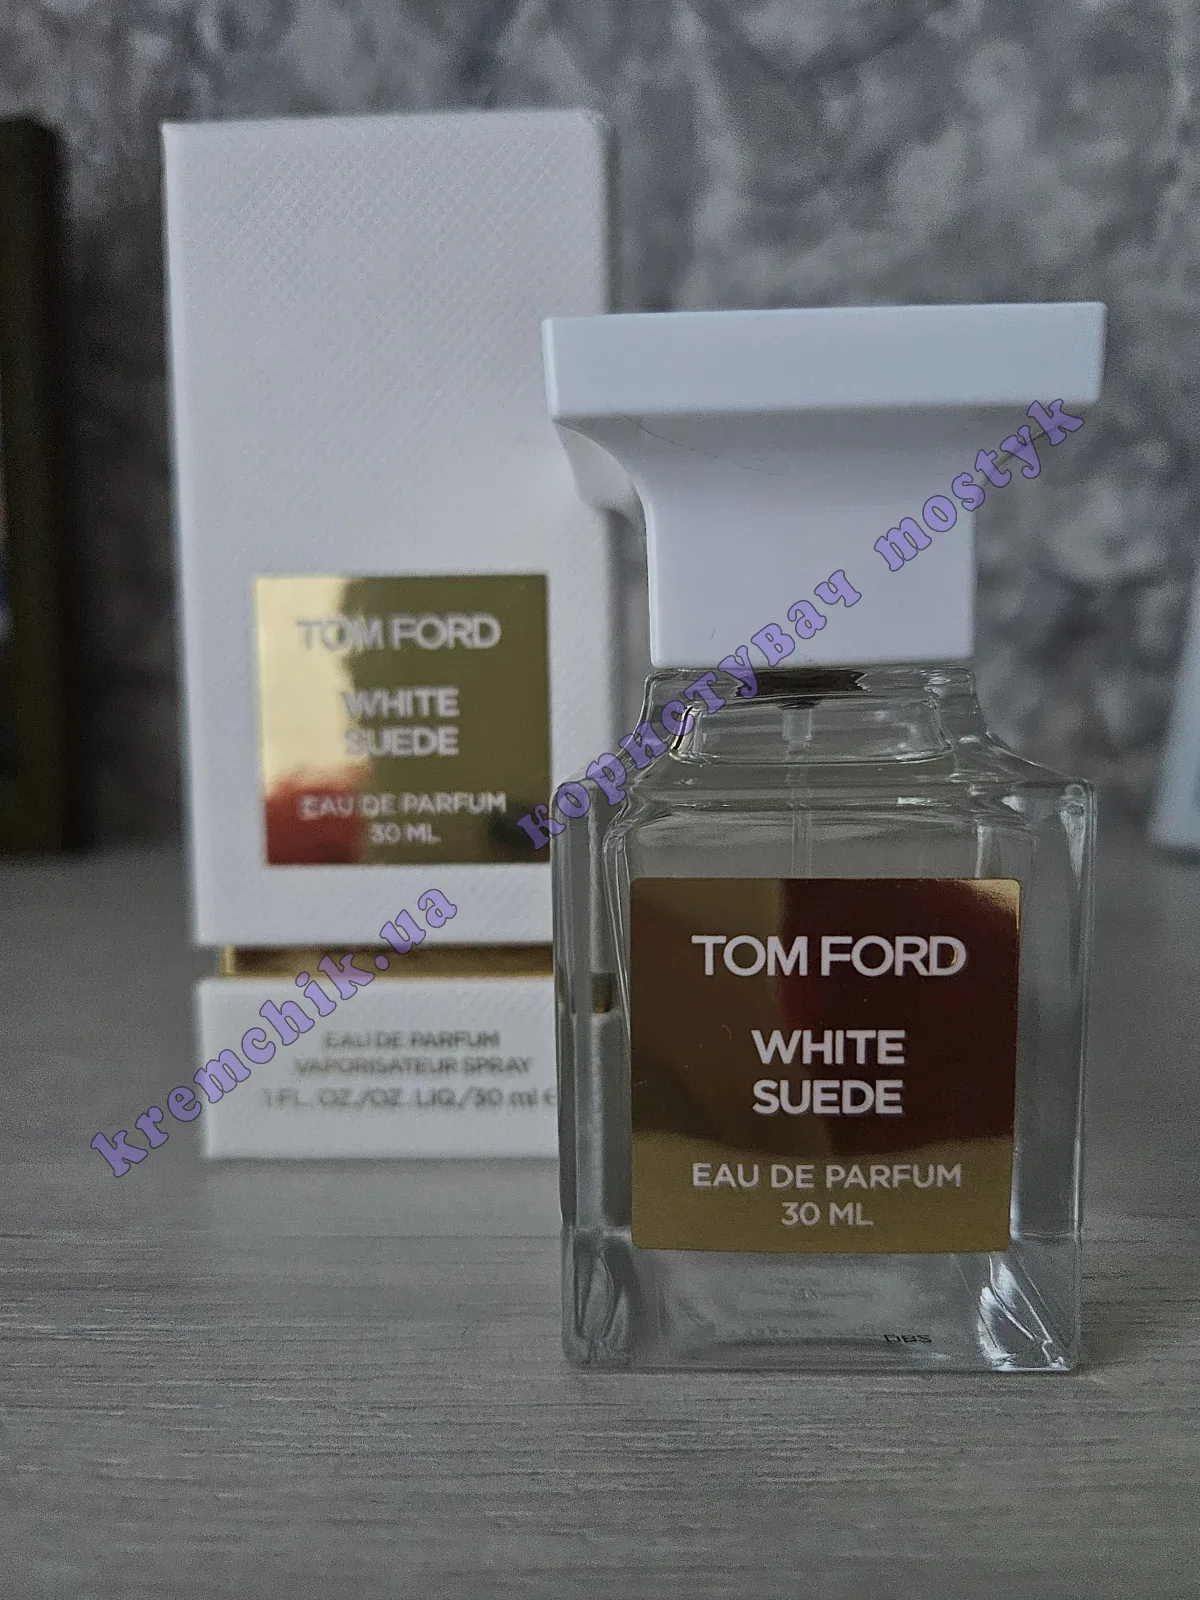 TOM FORD
WHITE
SUEDE
EAU DE PARFUM
30 ML
EAU DE PARFUM
VAPORISATEUR SPRAY
1 FL. OZ./OZ. LIQ./30 ml e
TOM FORD
WHITE
SUEDE
EAU DE PARFUM
30 ML
DBS
kremchik.ua користувач mostyk